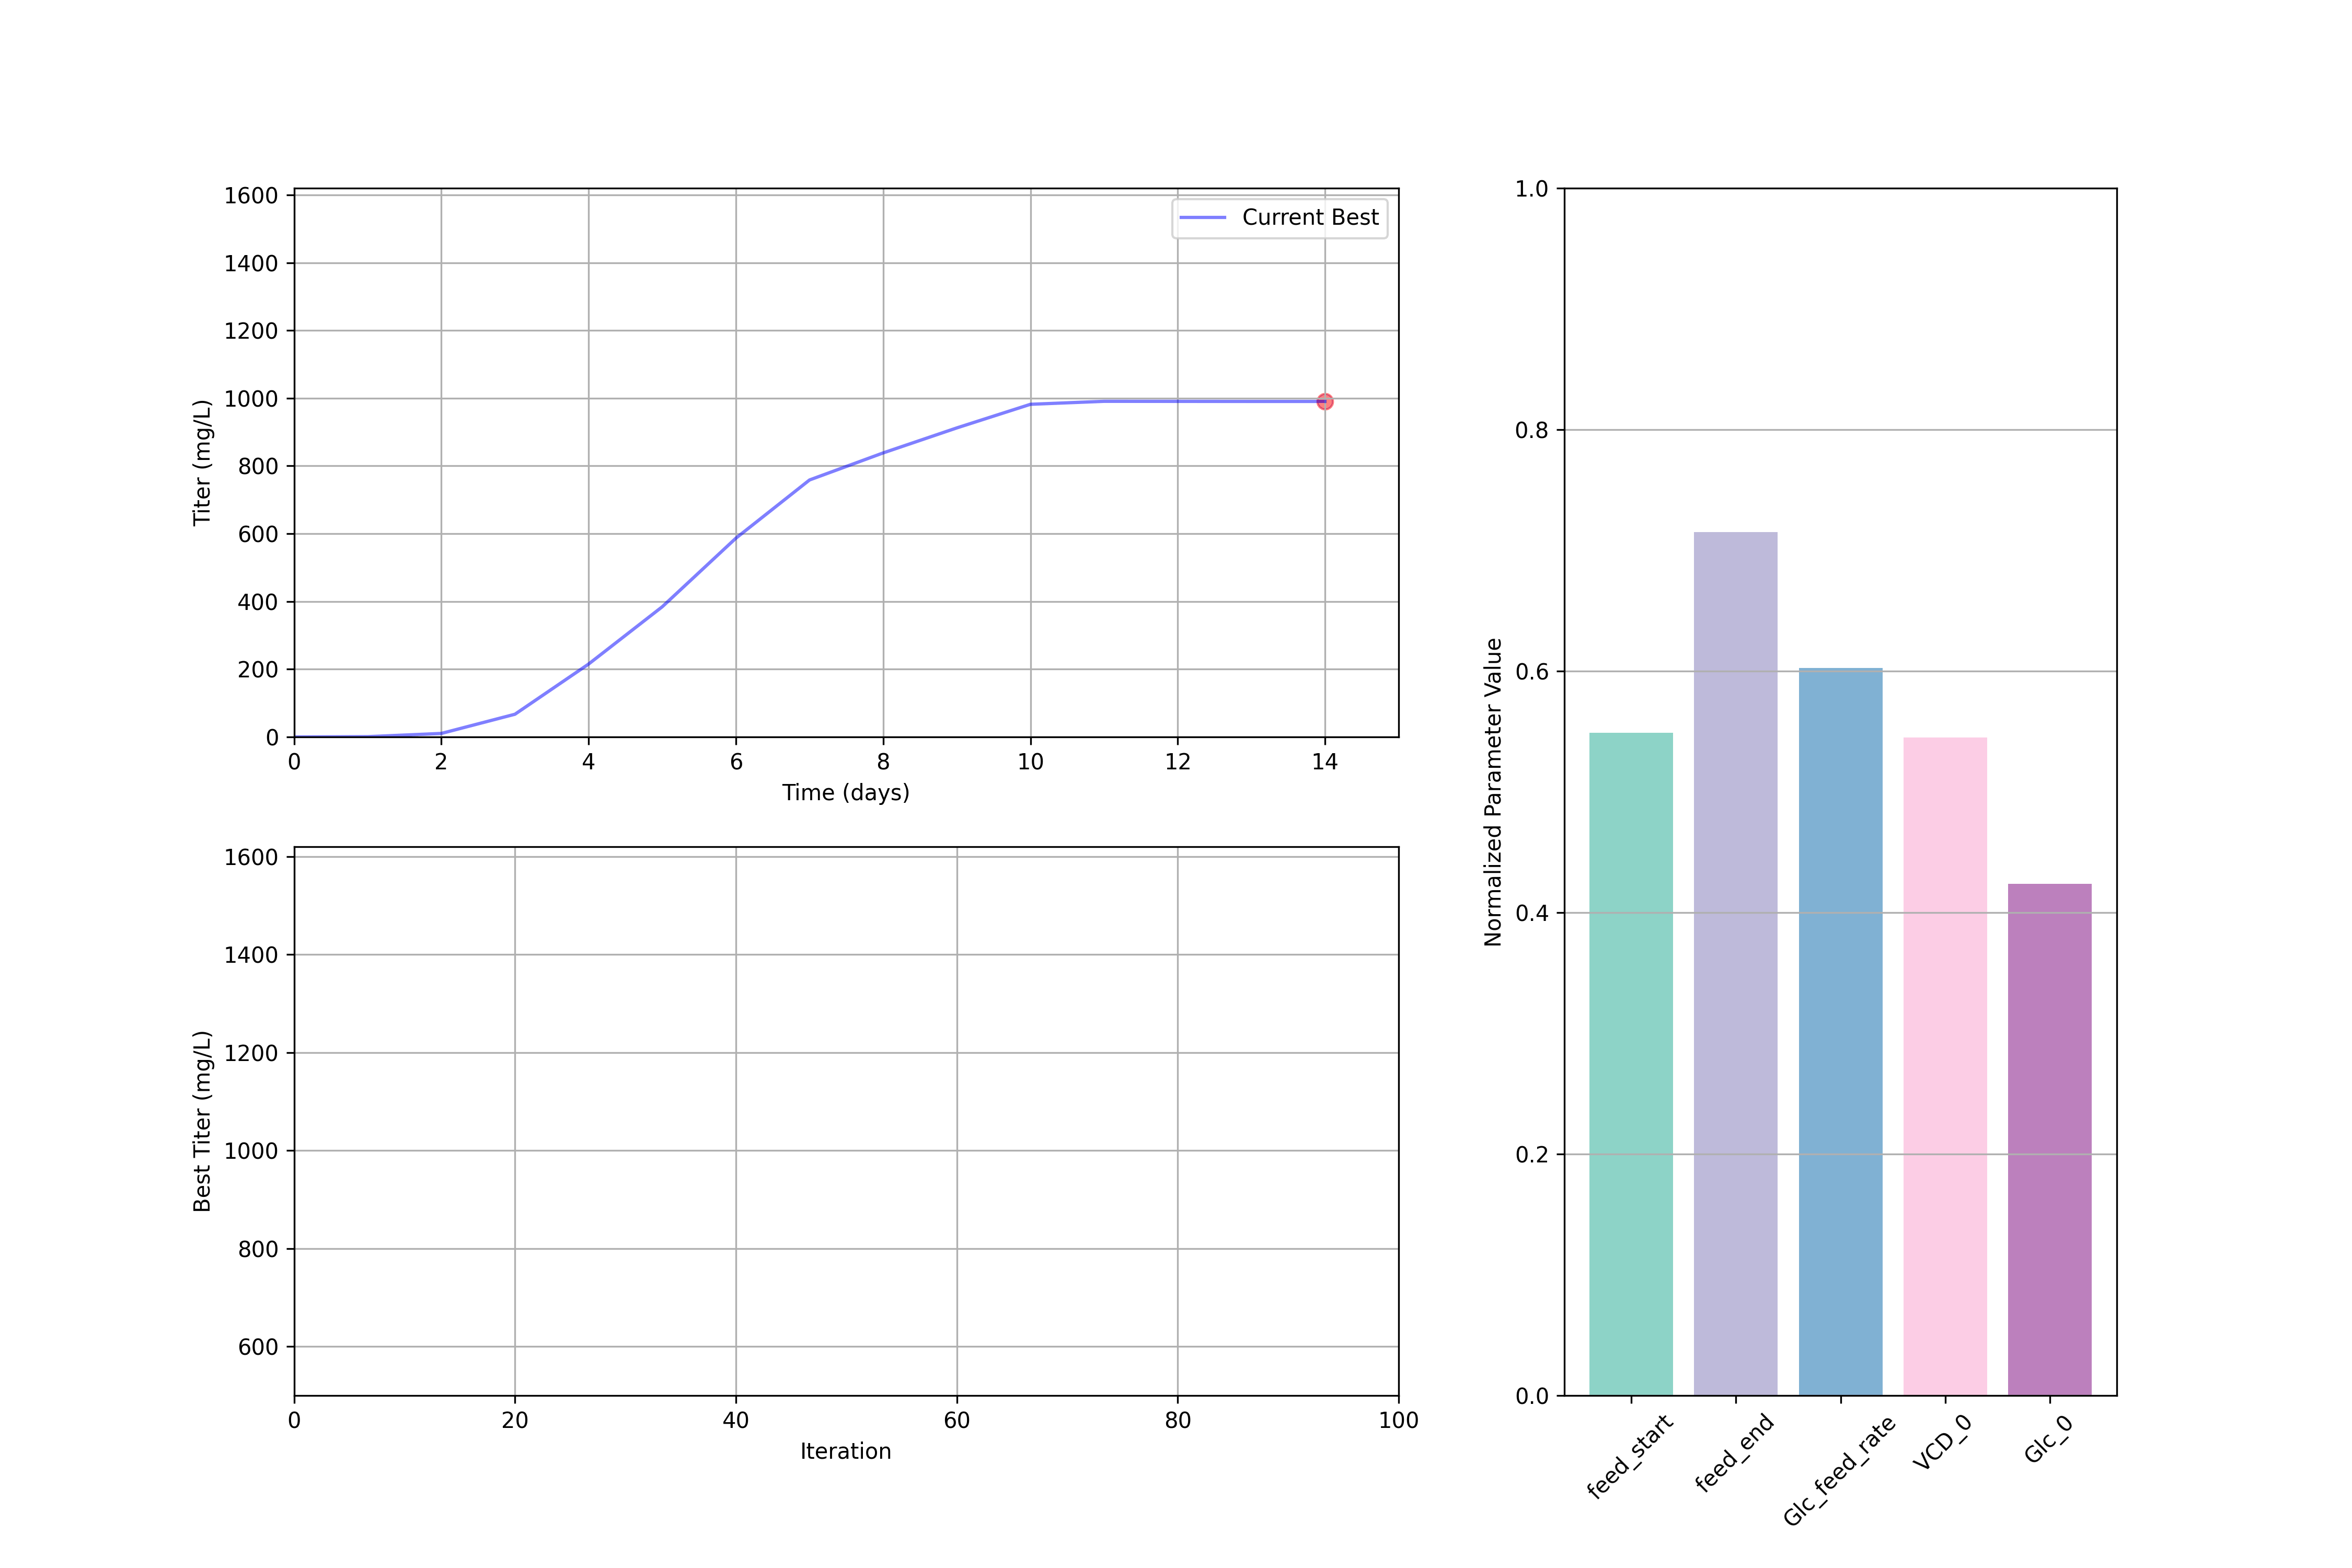 1600
1400
1200
1000
800
600
400
200
0
Titer (mg/L)
Current Best
0 2 4 6 8 10 12 14
Time (days)
1600
1400
1200
1000
800
600
Best Titer (mg/L)
0 20 40 60 80 100
Iteration
1.0
0.8
0.6
0.4
0.2
0.0
Normalized Parameter Value
feed_start
feed_end
Glc_feed_rate
VCD_0
Glc_0